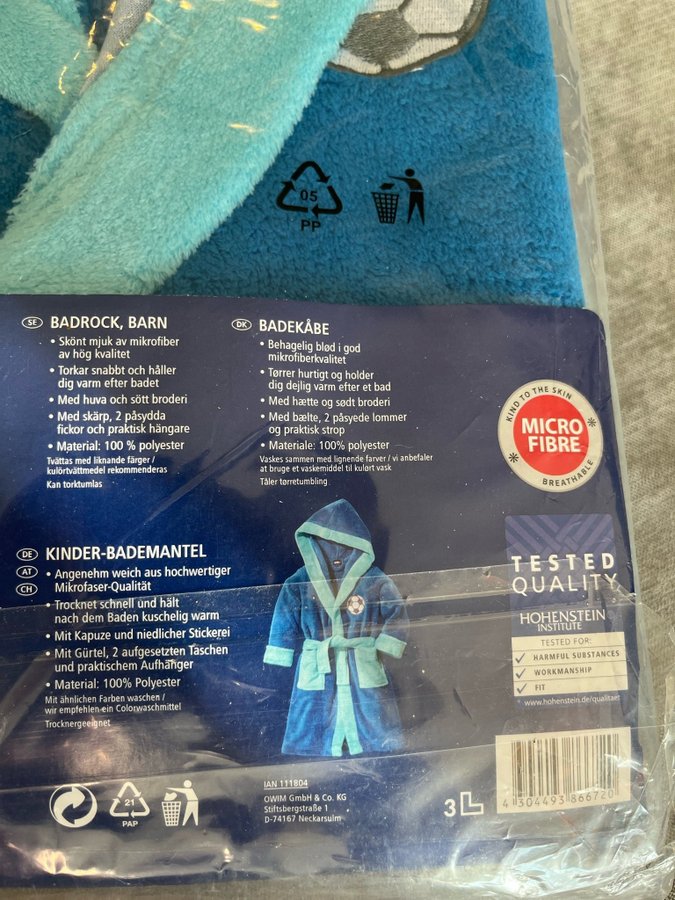 05
PP
SE BADROCK, BARN
• Skönt mjuk av mikrofiber
av hög kvalitet
• Torkar snabbt och håller
dig varm efter badet
• Med huva och sött broderi
• Med skärp, 2 påsydda
fickor och praktisk hängare
• Material: 100 % polyester
Tvättas med liknande färger /
kulörtvättmedel rekommenderas
Kan torktumlas
DK BADEKÅBE
• Behagelig blød i god
mikrofiberkvalitet
• Tørrer hurtigt og holder
dig dejlig varm efter et bad
• Med hætte og sødt broderi
• Med bælte, 2 påsyede lommer
og praktisk strop
• Materiale: 100% polyester
Vaskes sammen med lignende farver / vi anbefaler
at bruge et vaskemiddel til kulørt vask
Tåler tørretumbling
KIND TO THE SKIN
MICRO
FIBRE
BREATHABLE
DE KINDER-BADEMANTEL
AT
CH
• Angenehm weich aus hochwertiger
Mikrofaser-Qualität
• Trocknet schnell und hält
nach dem Baden kuschelig warm
• Mit Kapuze und niedlicher Stickerei
• Mit Gürtel, 2 aufgesetzten Taschen
und praktischem Aufhänger
• Material: 100% Polyester
Mit ähnlichen Farben waschen /
wir empfehlen ein Colorwaschmittel
Trocknergeeignet
TESTED
QUALITY
HOHENSTEIN
INSTITUTE
TESTED FOR:
✓ HARMFUL SUBSTANCES
✓ WORKMANSHIP
✓ FIT
www.hohenstein.de/qualitaet
21
PAP
IAN 111804
OWIM GmbH & Co. KG
Stiftsbergstraße 1
D-74167 Neckarsulm
3 L
4 304493 866720